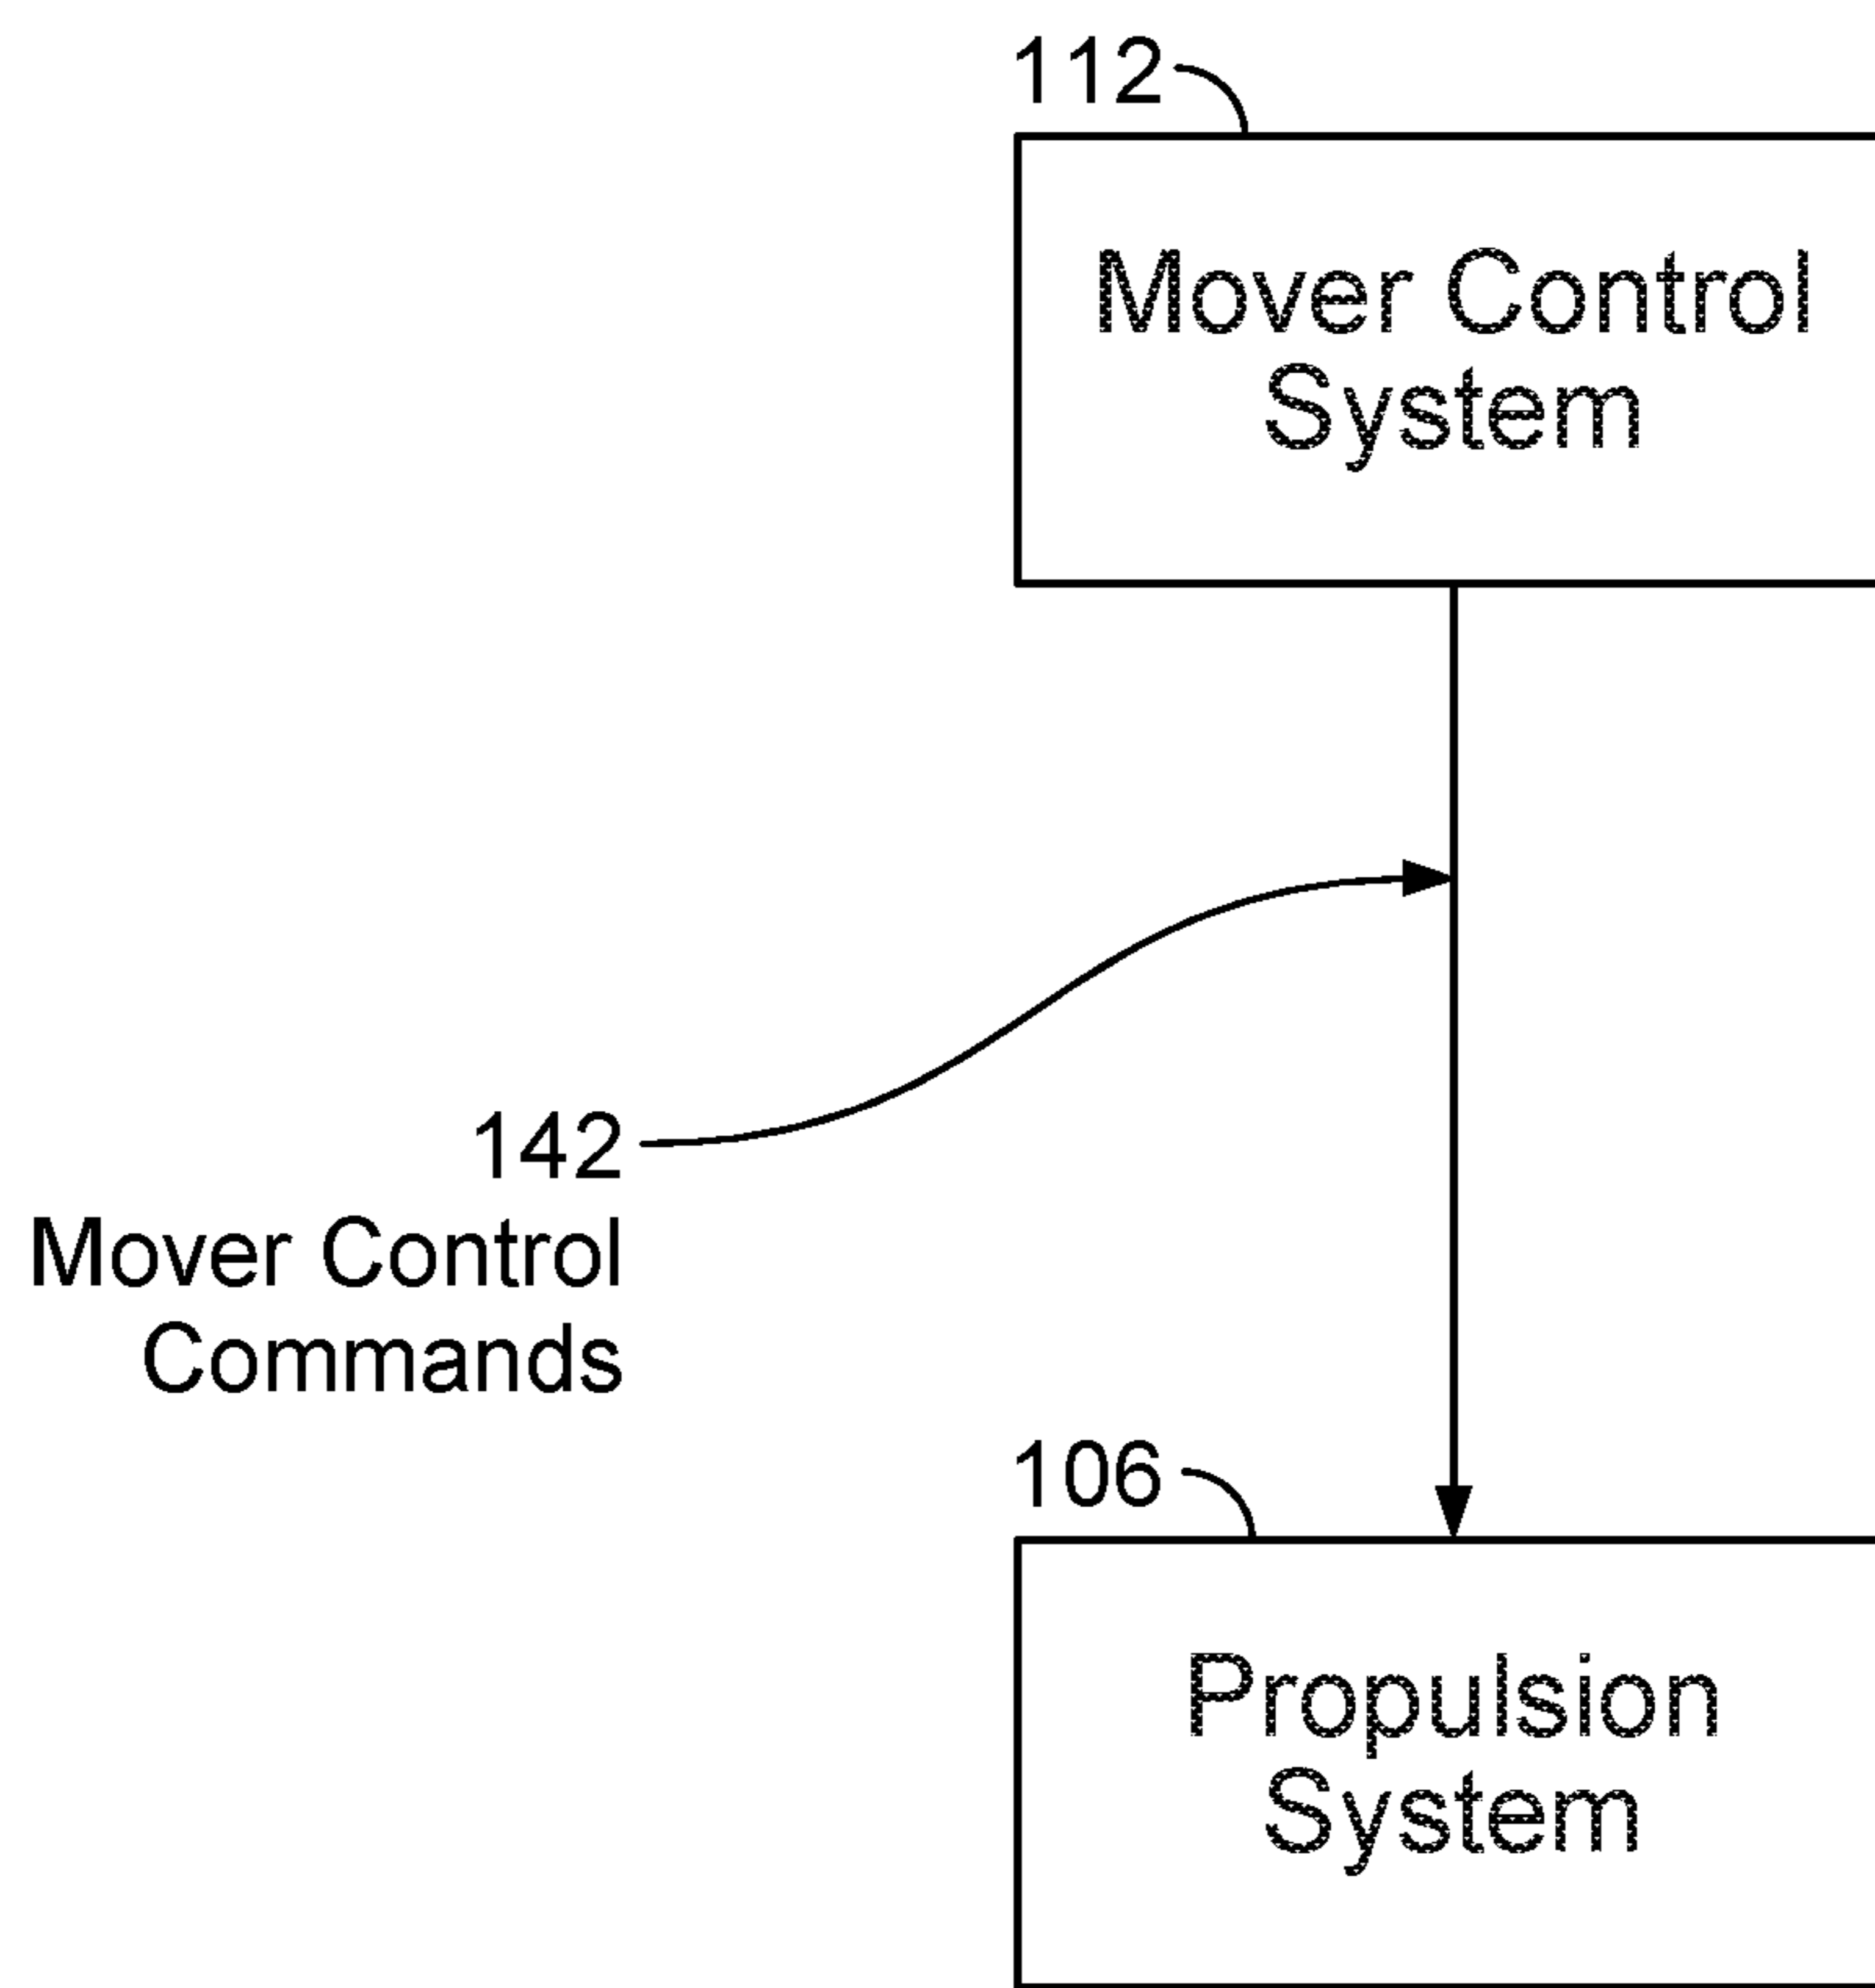 112
Mover Control
System
142
Mover Control
Commands
106
Propulsion
System